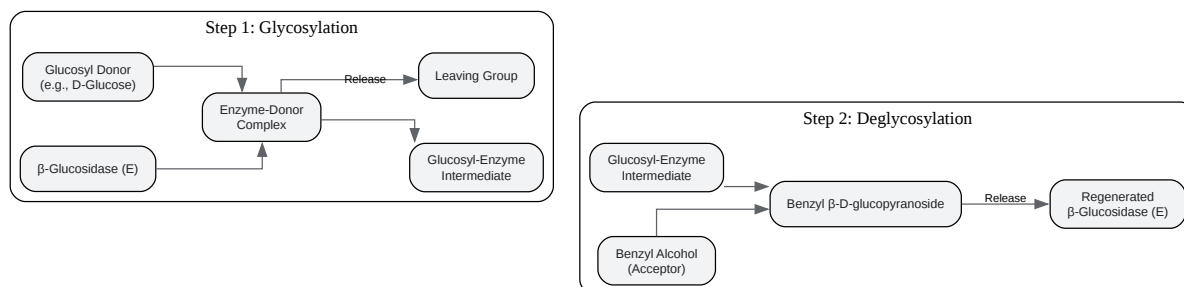 Step 1: Glycosylation
Glucosyl Donor
(e.g., D-Glucose)
Release
Leaving Group
Enzyme-Donor
Complex
β-Glucosidase (E)
Glucosyl-Enzyme
Intermediate
Step 2: Deglycosylation
Glucosyl-Enzyme
Intermediate
Benzyl β-D-glucopyranoside
Release
Regenerated
β-Glucosidase (E)
Benzyl Alcohol
(Acceptor)